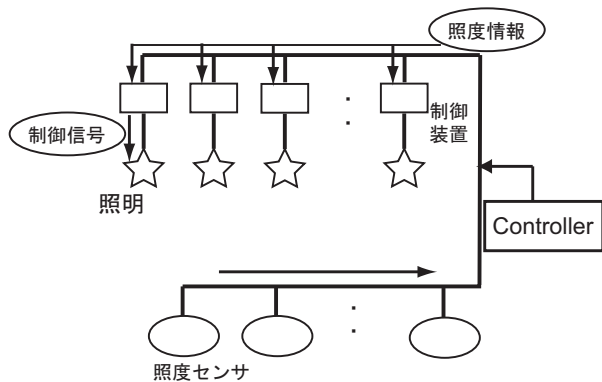 照度情報
制御
装置
制御信号
照明
Controller
照度センサ